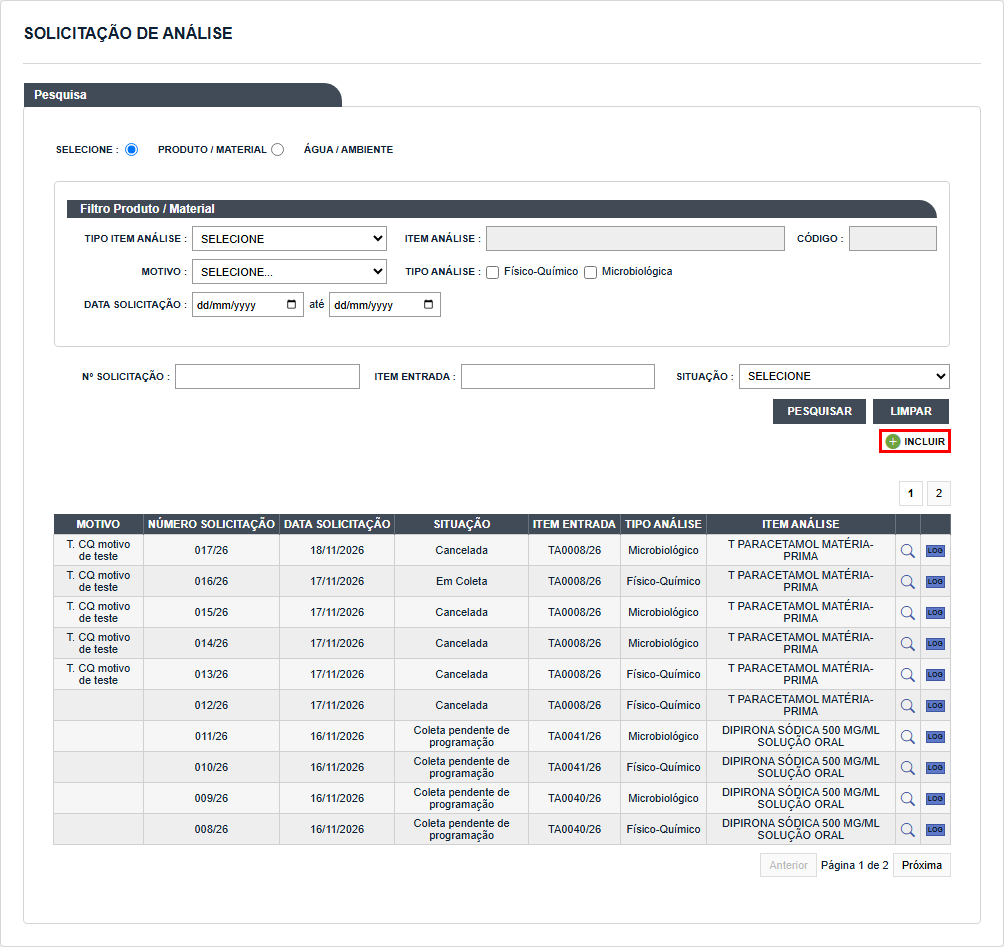 SOLICITAÇÃO DE ANÁLISE
Pesquisa
SELECIONE : PRODUTO / MATERIAL ÁGUA / AMBIENTE
Filtro Produto / Material
TIPO ITEM ANÁLISE : SELECIONE ITEM ANÁLISE : CÓDIGO :
MOTIVO : SELECIONE... TIPO ANÁLISE : Físico-Químico Microbiológica
DATA SOLICITAÇÃO : dd/mm/yyyy até dd/mm/yyyy
Nº SOLICITAÇÃO : ITEM ENTRADA : SITUAÇÃO : SELECIONE
PESQUISAR LIMPAR
INCLUIR
1 2
MOTIVO NÚMERO SOLICITAÇÃO DATA SOLICITAÇÃO SITUAÇÃO ITEM ENTRADA TIPO ANÁLISE ITEM ANÁLISE
T. CQ motivo de teste 017/26 18/11/2026 Cancelada TA0008/26 Microbiológico T PARACETAMOL MATÉRIA-PRIMA LOG
T. CQ motivo de teste 016/26 17/11/2026 Em Coleta TA0008/26 Físico-Químico T PARACETAMOL MATÉRIA-PRIMA LOG
T. CQ motivo de teste 015/26 17/11/2026 Cancelada TA0008/26 Microbiológico T PARACETAMOL MATÉRIA-PRIMA LOG
T. CQ motivo de teste 014/26 17/11/2026 Cancelada TA0008/26 Microbiológico T PARACETAMOL MATÉRIA-PRIMA LOG
T. CQ motivo de teste 013/26 17/11/2026 Cancelada TA0008/26 Físico-Químico T PARACETAMOL MATÉRIA-PRIMA LOG
012/26 17/11/2026 Cancelada TA0008/26 Físico-Químico T PARACETAMOL MATÉRIA-PRIMA LOG
011/26 16/11/2026 Coleta pendente de programação TA0041/26 Microbiológico DIPIRONA SÓDICA 500 MG/ML SOLUÇÃO ORAL LOG
010/26 16/11/2026 Coleta pendente de programação TA0041/26 Físico-Químico DIPIRONA SÓDICA 500 MG/ML SOLUÇÃO ORAL LOG
009/26 16/11/2026 Coleta pendente de programação TA0040/26 Microbiológico DIPIRONA SÓDICA 500 MG/ML SOLUÇÃO ORAL LOG
008/26 16/11/2026 Coleta pendente de programação TA0040/26 Físico-Químico DIPIRONA SÓDICA 500 MG/ML SOLUÇÃO ORAL LOG
Anterior Página 1 de 2 Próxima